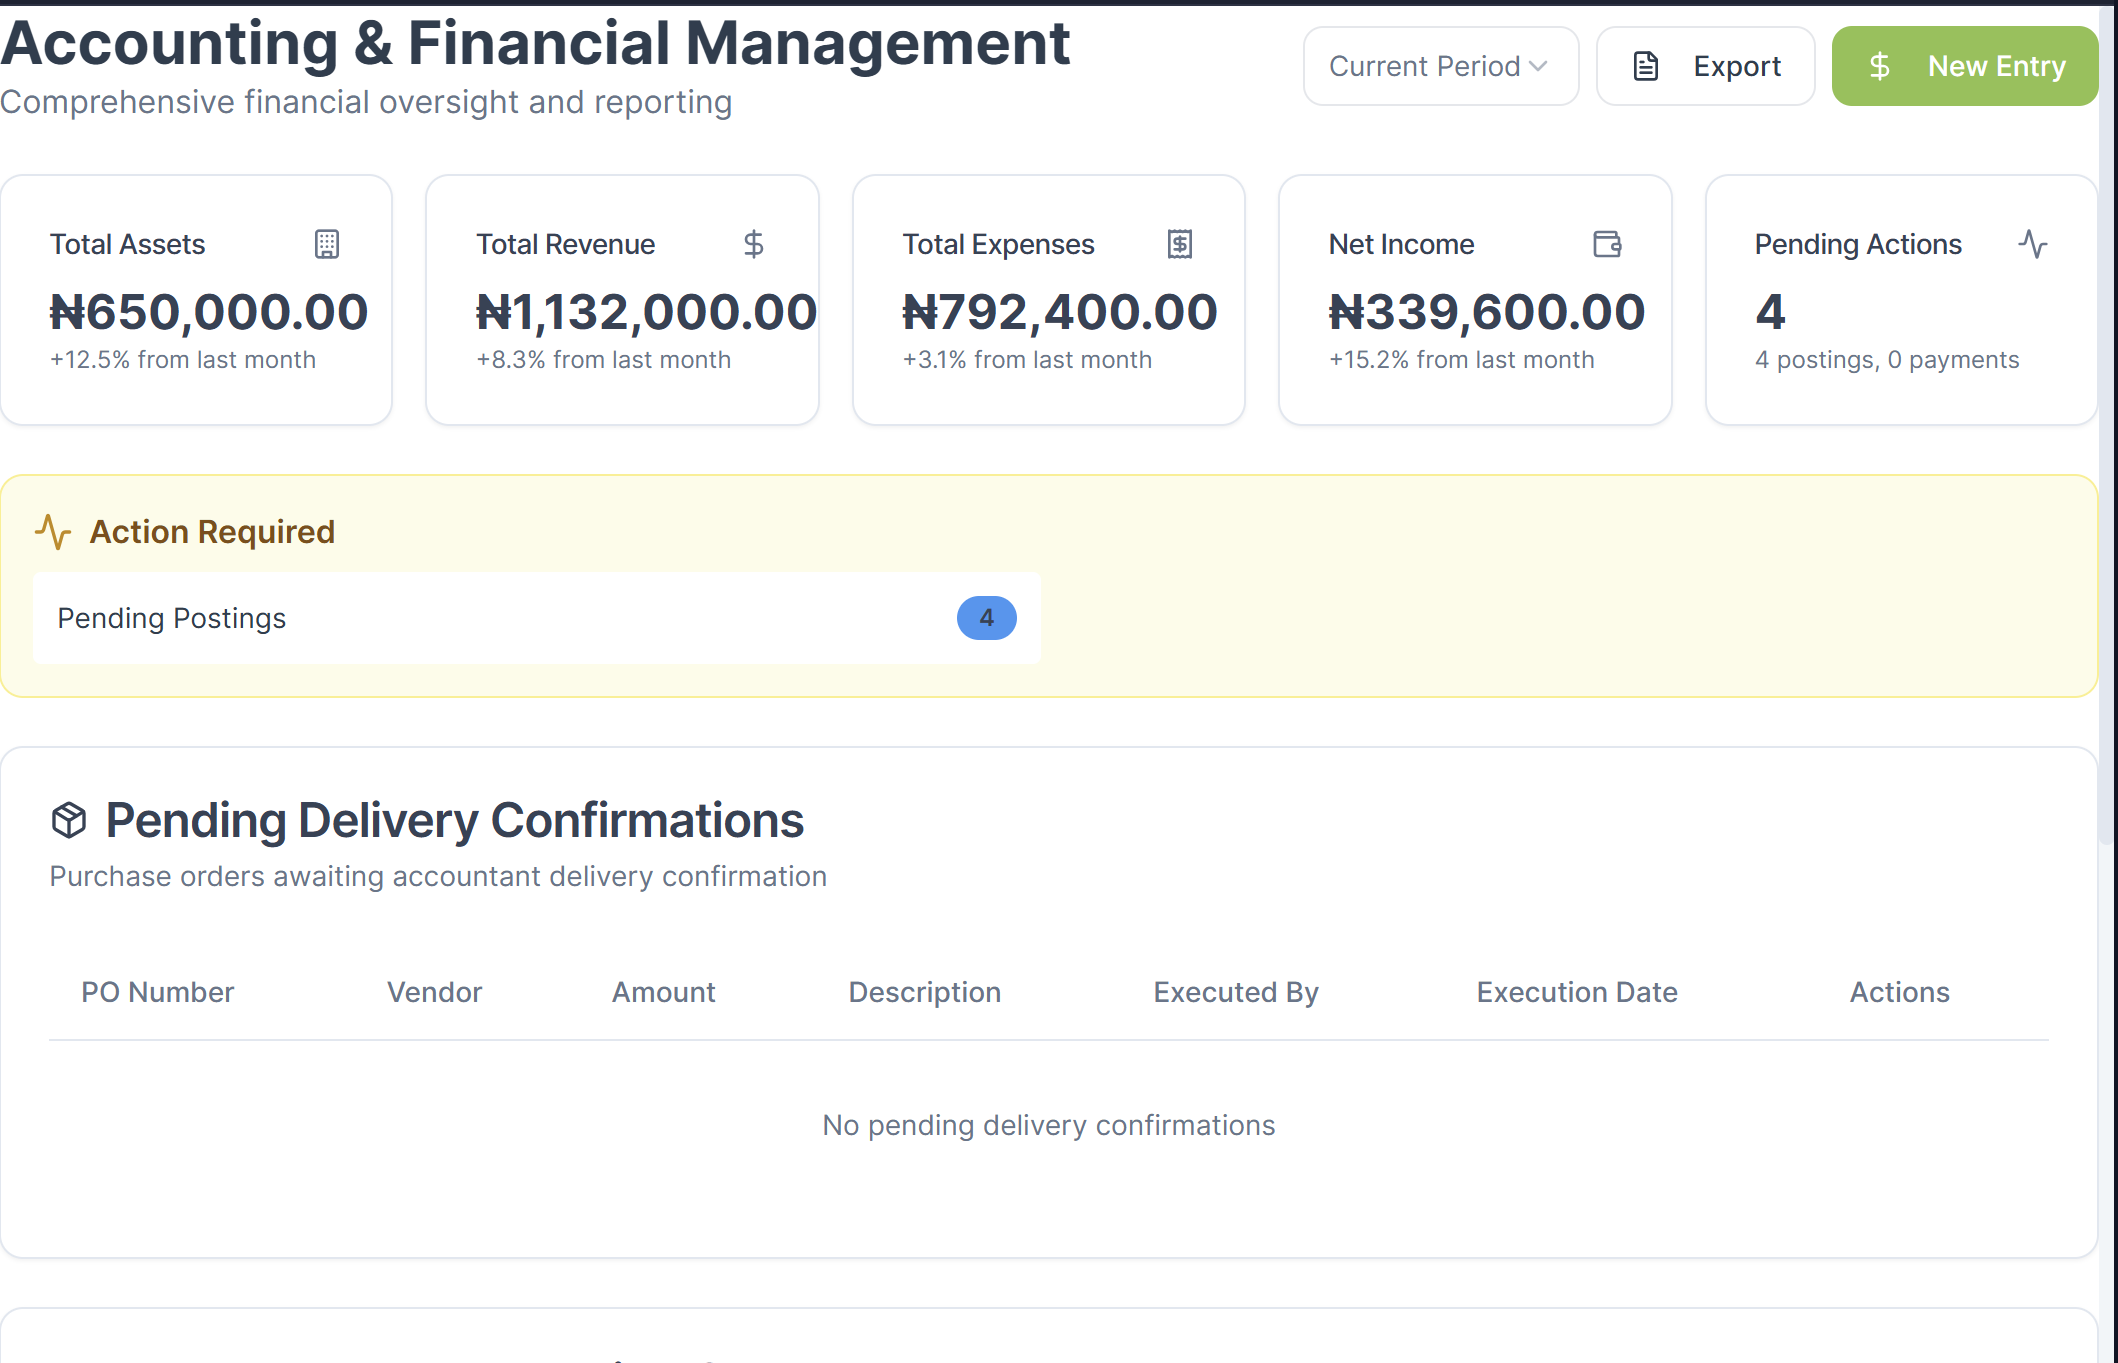 Accounting & Financial Management
Comprehensive financial oversight and reporting
Current Period
Export
New Entry
Total Assets
₦650,000.00
+12.5% from last month
Total Revenue
₦1,132,000.00
+8.3% from last month
Total Expenses
₦792,400.00
+3.1% from last month
Net Income
₦339,600.00
+15.2% from last month
Pending Actions
4
4 postings, 0 payments
Action Required
Pending Postings 4
Pending Delivery Confirmations
Purchase orders awaiting accountant delivery confirmation
PO Number Vendor Amount Description Executed By Execution Date Actions
No pending delivery confirmations